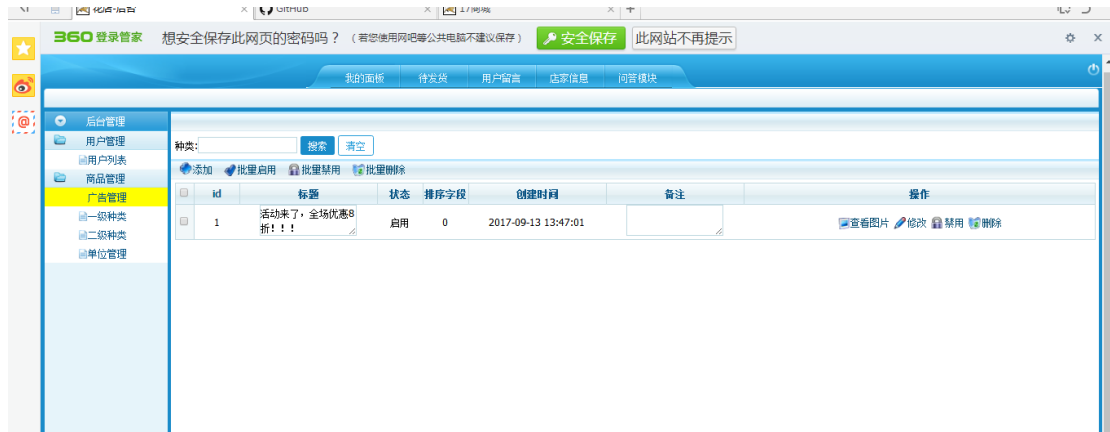 花店-后台
GitHub
17商城
360登录管家 想安全保存此网页的密码吗？（若您使用网吧等公共电脑不建议保存） 安全保存 此网站不再提示
我的面板 待发货 用户留言 店家信息 问答模块
后台管理
用户管理
用户列表
商品管理
广告管理
一级种类
二级种类
单位管理
种类: 搜索 清空
添加 批量启用 批量禁用 批量删除
id 标题 状态 排序字段 创建时间 备注 操作
1 活动来了，全场优惠8
折！！！ 启用 0 2017-09-13 13:47:01 查看图片 修改 禁用 删除